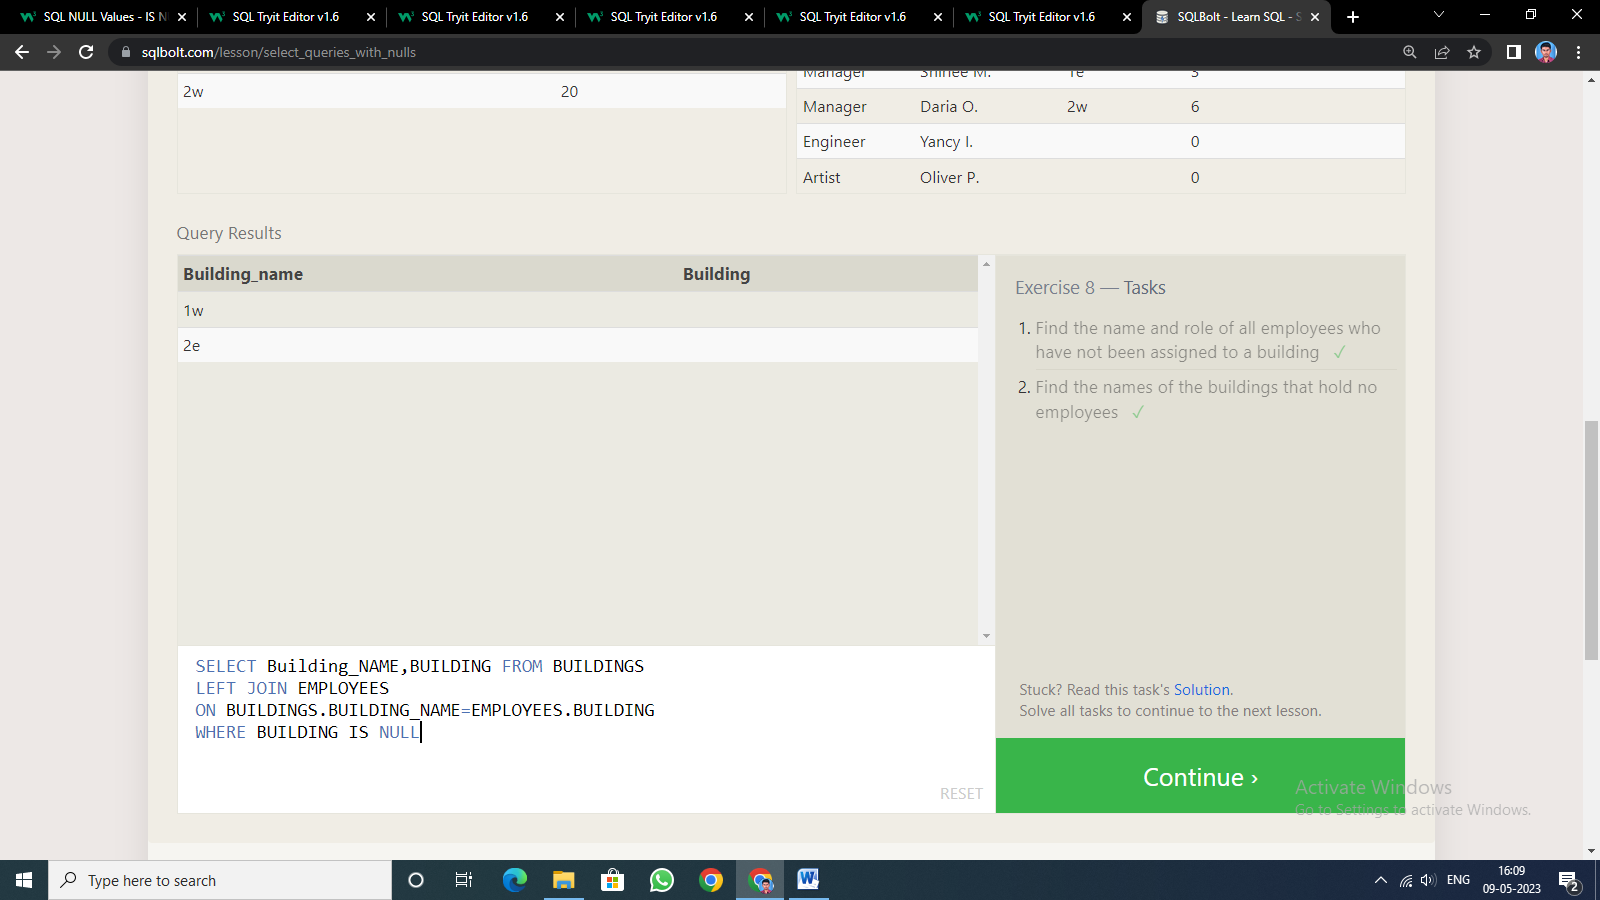 SQL NULL Values - IS N
SQL Tryit Editor v1.6
SQL Tryit Editor v1.6
SQL Tryit Editor v1.6
SQL Tryit Editor v1.6
SQL Tryit Editor v1.6
SQLBolt - Learn SQL - S
sqlbolt.com/lesson/select_queries_with_nulls
2w 20
Manager Shirlee M. 1e 3
Manager Daria O. 2w 6
Engineer Yancy I. 0
Artist Oliver P. 0
Query Results
Building_name Building
1w
2e
Exercise 8 — Tasks
1. Find the name and role of all employees who
have not been assigned to a building ✓
2. Find the names of the buildings that hold no
employees ✓
SELECT Building_NAME,BUILDING FROM BUILDINGS
LEFT JOIN EMPLOYEES
ON BUILDINGS.BUILDING_NAME=EMPLOYEES.BUILDING
WHERE BUILDING IS NULL
RESET
Stuck? Read this task's Solution.
Solve all tasks to continue to the next lesson.
Continue ›
Activate Windows
Go to Settings to activate Windows.
Type here to search
ENG
16:09
09-05-2023
2